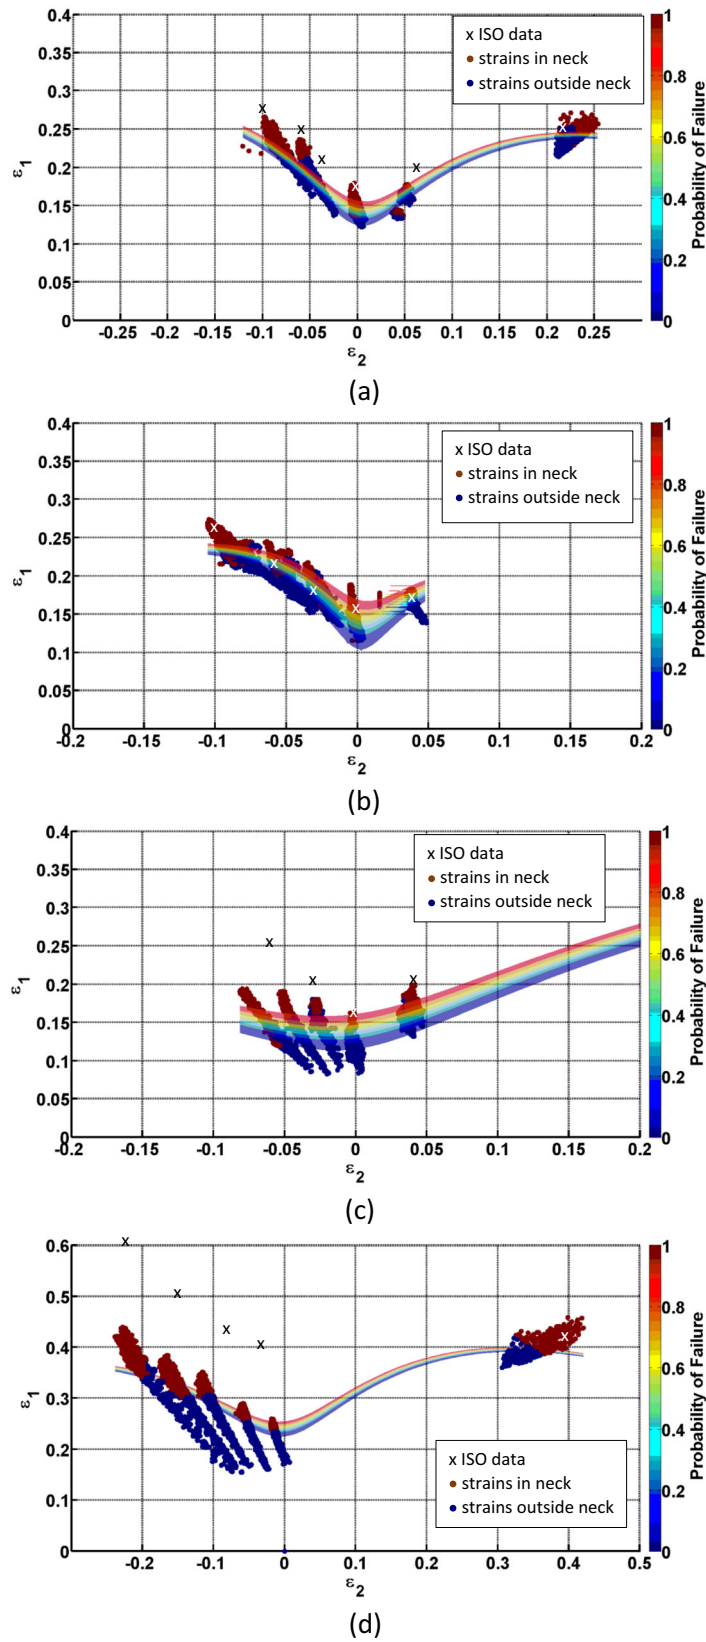 0.4
0.35
0.3
0.25
0.2
0.15
0.1
0.05
0
ε1
x ISO data
strains in neck
strains outside neck
1
0.8
0.6
0.4
0.2
0
Probability of Failure
-0.25 -0.2 -0.15 -0.1 -0.05 0 0.05 0.1 0.15 0.2 0.25
ε2
(a)
0.4
0.35
0.3
0.25
0.2
0.15
0.1
0.05
0
ε1
x ISO data
strains in neck
strains outside neck
1
0.8
0.6
0.4
0.2
0
Probability of Failure
-0.2 -0.15 -0.1 -0.05 0 0.05 0.1 0.15 0.2
ε2
(b)
0.4
0.35
0.3
0.25
0.2
0.15
0.1
0.05
0
ε1
x ISO data
strains in neck
strains outside neck
1
0.8
0.6
0.4
0.2
0
Probability of Failure
-0.2 -0.15 -0.1 -0.05 0 0.05 0.1 0.15 0.2
ε2
(c)
0.6
0.5
0.4
0.3
0.2
0.1
0
ε1
x ISO data
strains in neck
strains outside neck
1
0.8
0.6
0.4
0.2
0
Probability of Failure
-0.2 -0.1 0 0.1 0.2 0.3 0.4 0.5
ε2
(d)